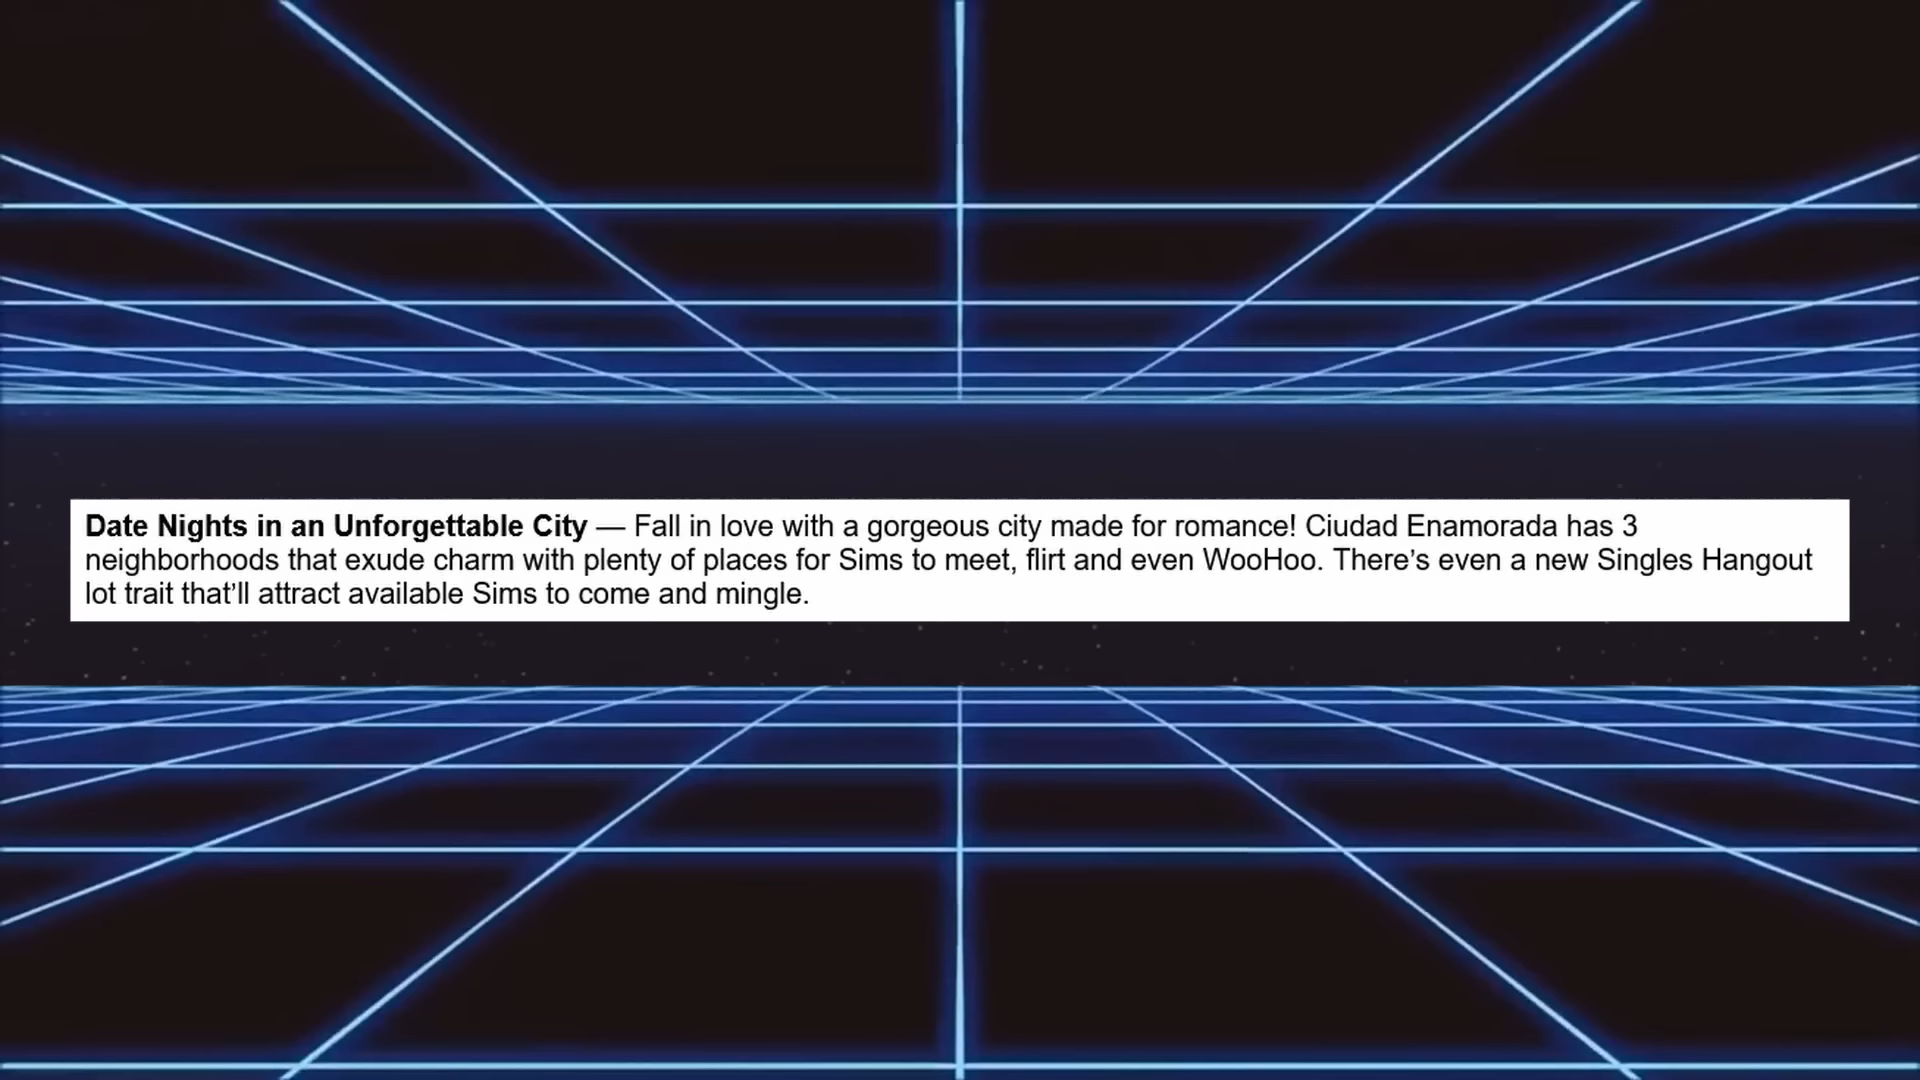 Date Nights in an Unforgettable City — Fall in love with a gorgeous city made for romance! Ciudad Enamorada has 3
neighborhoods that exude charm with plenty of places for Sims to meet, flirt and even WooHoo. There’s even a new Singles Hangout
lot trait that’ll attract available Sims to come and mingle.